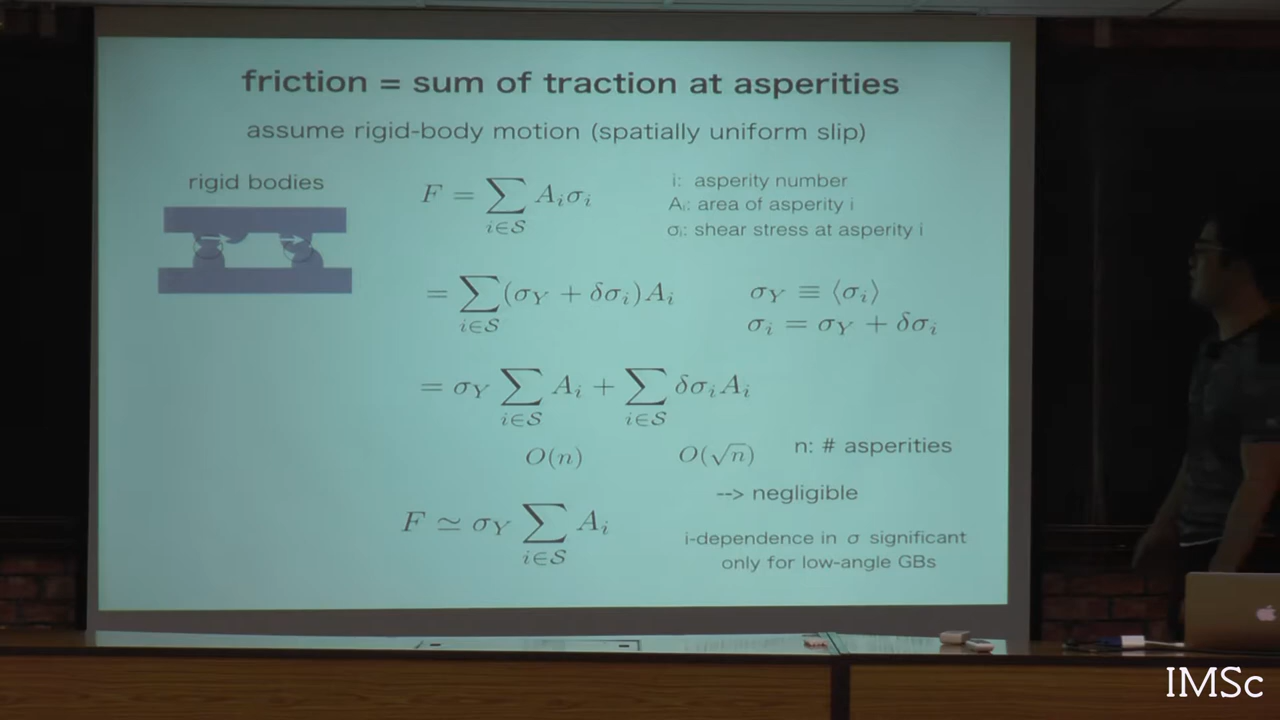 friction = sum of traction at asperities
assume rigid-body motion (spatially uniform slip)
rigid bodies
F = ∑_{i∈S} A_i σ_i
i: asperity number
A_i: area of asperity i
σ_i: shear stress at asperity i
= ∑_{i∈S} (σ_Y + δσ_i) A_i
σ_Y ≡ ⟨σ_i⟩
σ_i = σ_Y + δσ_i
= σ_Y ∑_{i∈S} A_i + ∑_{i∈S} δσ_i A_i
O(n) O(√n) n: # asperities
--> negligible
F ≃ σ_Y ∑_{i∈S} A_i
i-dependence in σ significant
only for low-angle GBs
IMSc